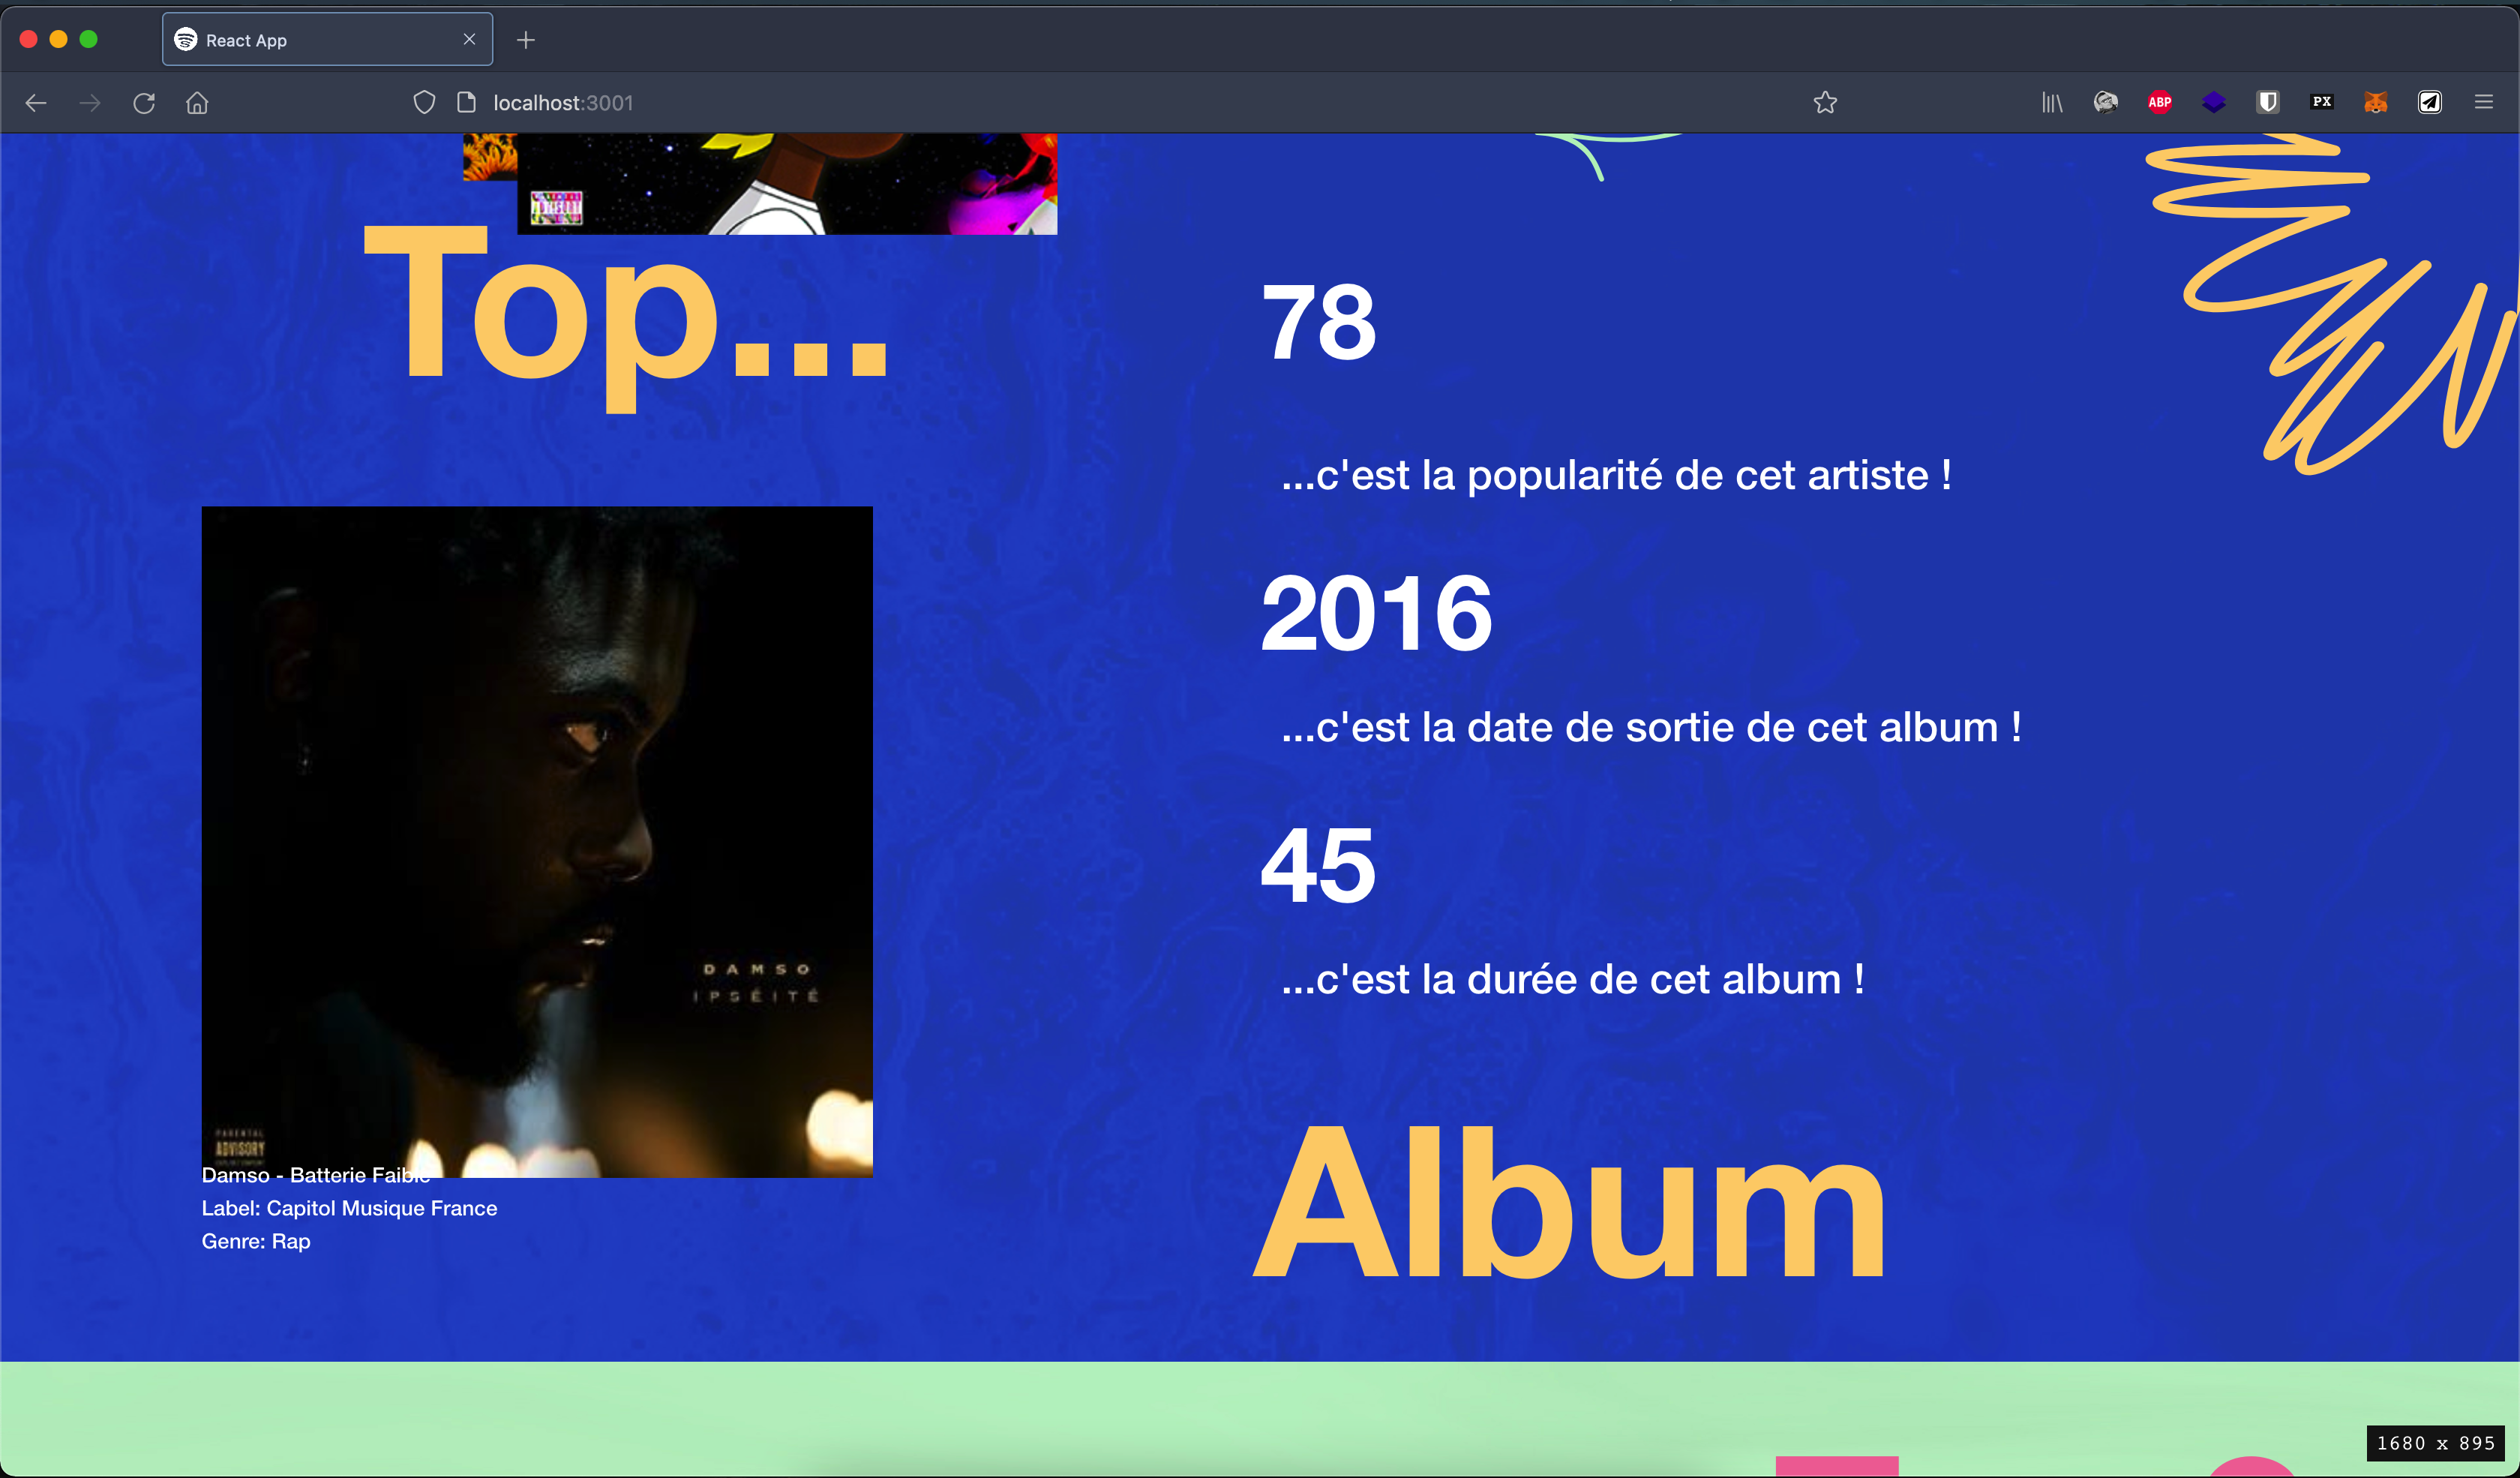 React App
localhost:3001
ABP
PX
Top...
78
...c'est la popularité de cet artiste !
2016
...c'est la date de sortie de cet album !
45
...c'est la durée de cet album !
DAMSO
IPSÉITÉ
PARENTAL
ADVISORY
Damso - Batterie Faible
Label: Capitol Musique France
Genre: Rap
Album
1680 x 895